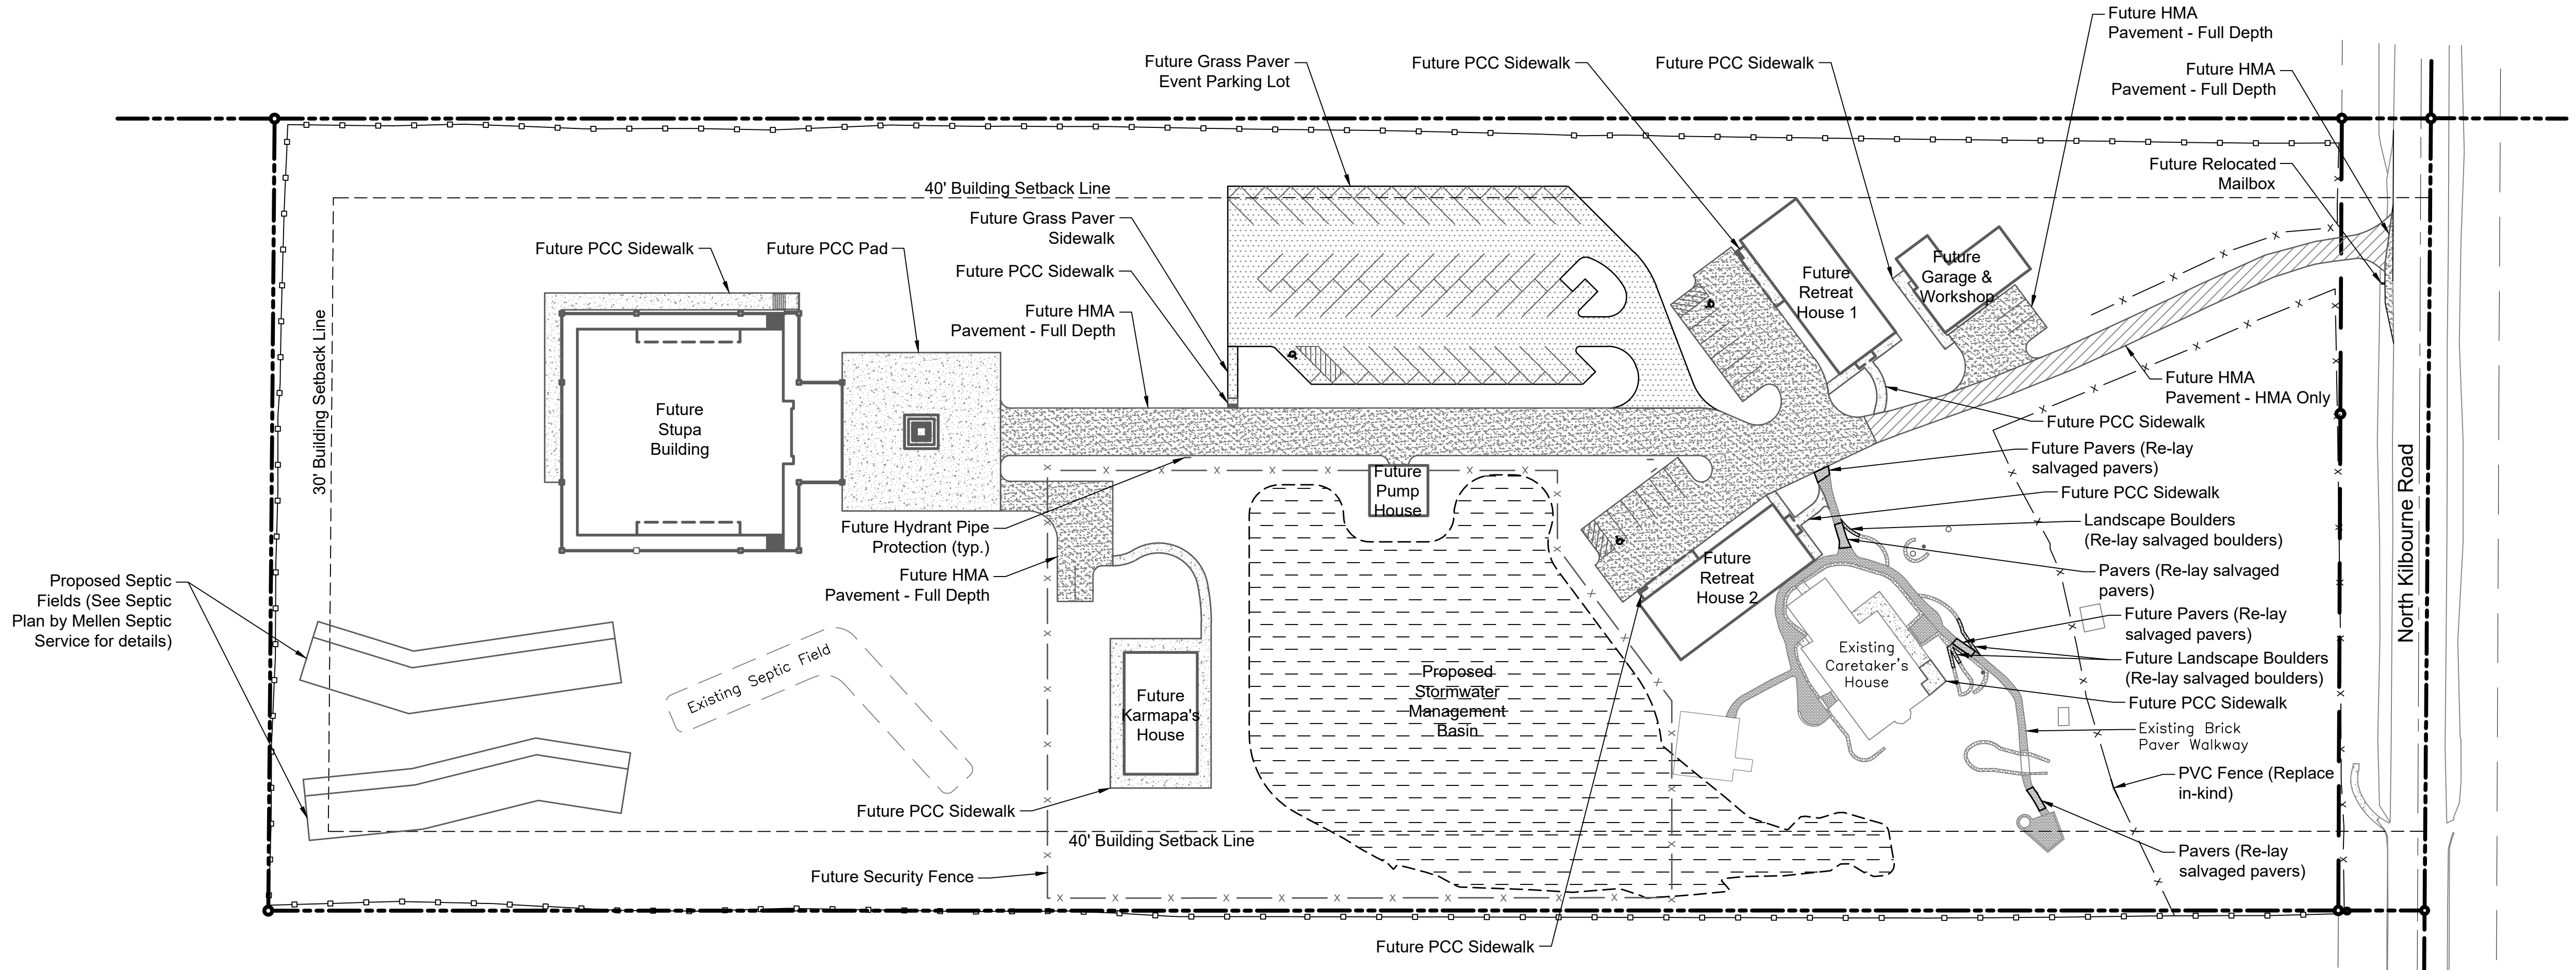 Future HMA
Pavement - Full Depth
Future Grass Paver
Event Parking Lot
Future PCC Sidewalk
Future PCC Sidewalk
Future HMA
Pavement - Full Depth
Future Relocated
Mailbox
40' Building Setback Line
Future Grass Paver
Sidewalk
Future PCC Sidewalk
Future PCC Pad
Future PCC Sidewalk
Future HMA
Pavement - Full Depth
Future
Retreat
House 1
Future
Garage &
Workshop
30' Building Setback Line
Future
Stupa
Building
Future HMA
Pavement - HMA Only
Future PCC Sidewalk
Future Pavers (Re-lay
salvaged pavers)
Future PCC Sidewalk
Landscape Boulders
(Re-lay salvaged boulders)
Pavers (Re-lay salvaged
pavers)
Future Pavers (Re-lay
salvaged pavers)
Future Landscape Boulders
(Re-lay salvaged boulders)
Future PCC Sidewalk
Existing Brick
Paver Walkway
PVC Fence (Replace
in-kind)
Pavers (Re-lay
salvaged pavers)
North Kilbourne Road
Future
Pump
House
Future Hydrant Pipe
Protection (typ.)
Future HMA
Pavement - Full Depth
Future
Retreat
House 2
Existing
Caretaker's
House
Proposed Septic
Fields (See Septic
Plan by Mellen Septic
Service for details)
Existing Septic Field
Future
Karmapa's
House
Proposed
Stormwater
Management
Basin
Future PCC Sidewalk
40' Building Setback Line
Future Security Fence
Future PCC Sidewalk